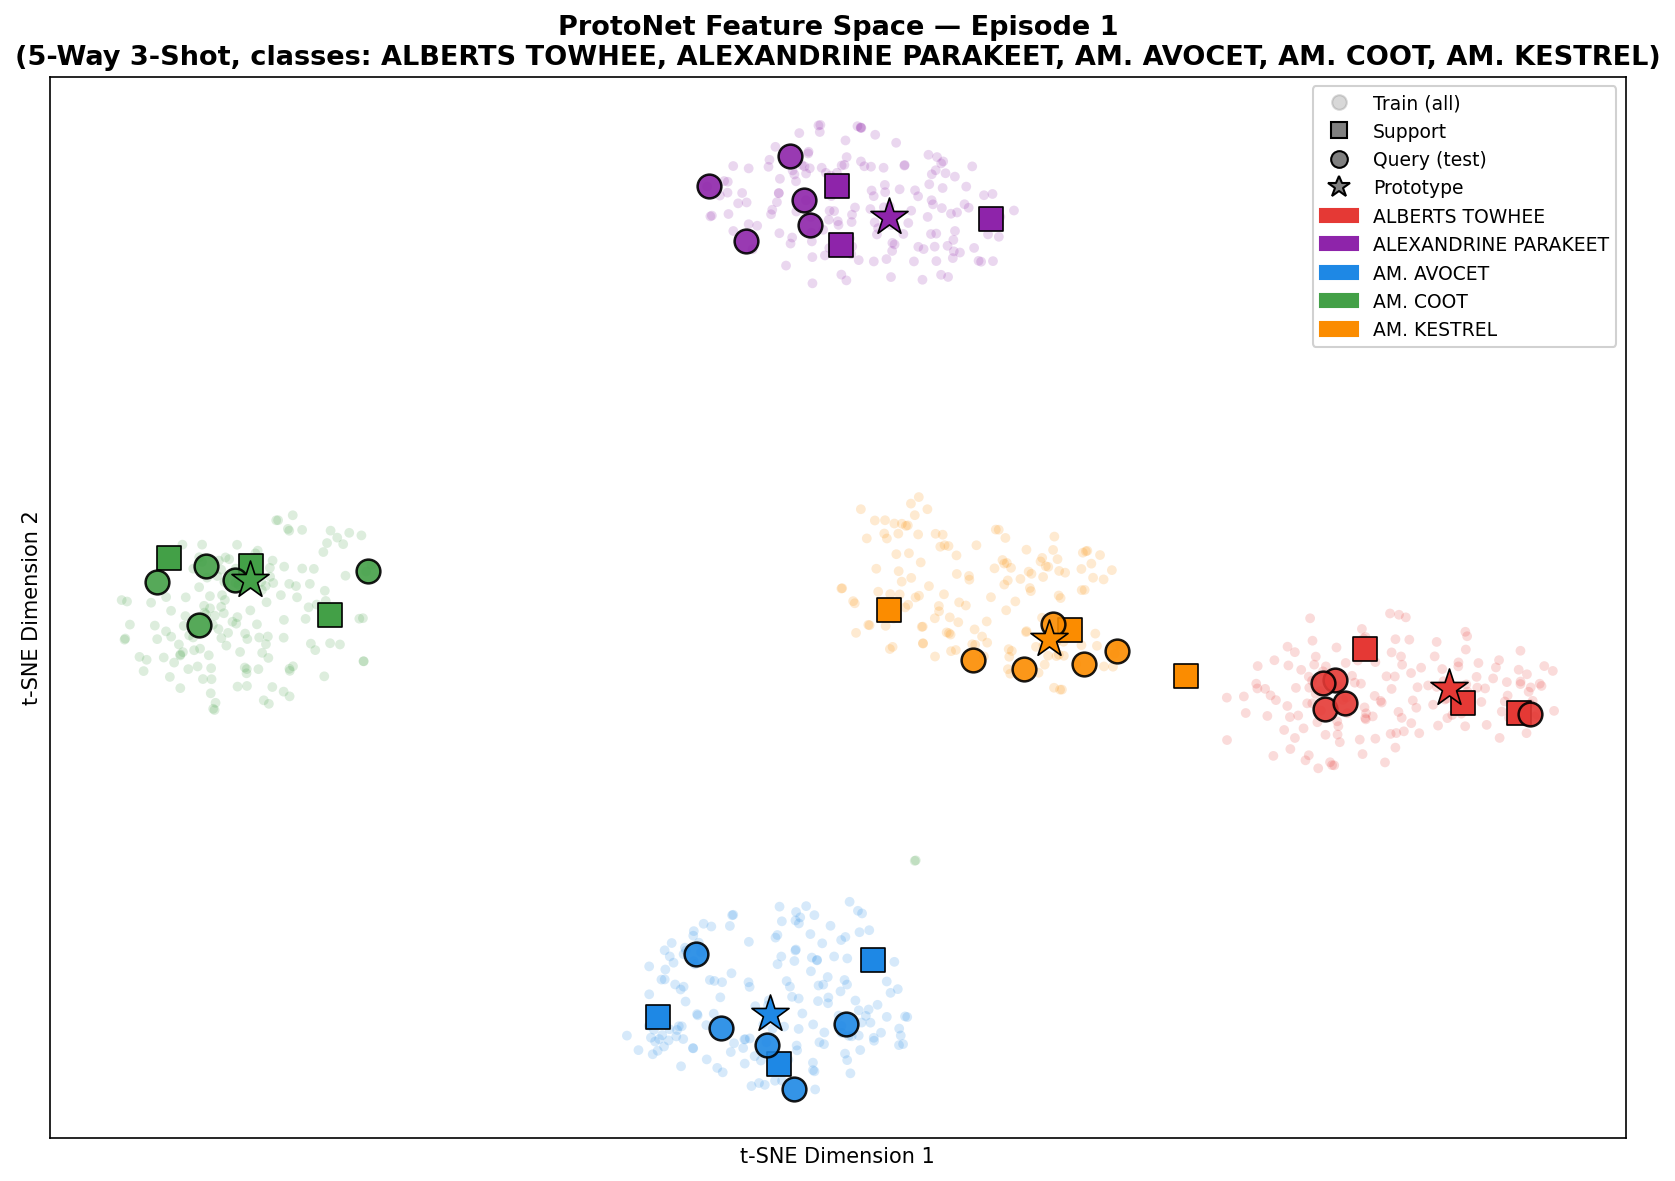 ProtoNet Feature Space — Episode 1
(5-Way 3-Shot, classes: ALBERTS TOWHEE, ALEXANDRINE PARAKEET, AM. AVOCET, AM. COOT, AM. KESTREL)
Train (all)
Support
Query (test)
Prototype
ALBERTS TOWHEE
ALEXANDRINE PARAKEET
AM. AVOCET
AM. COOT
AM. KESTREL
t-SNE Dimension 2
t-SNE Dimension 1